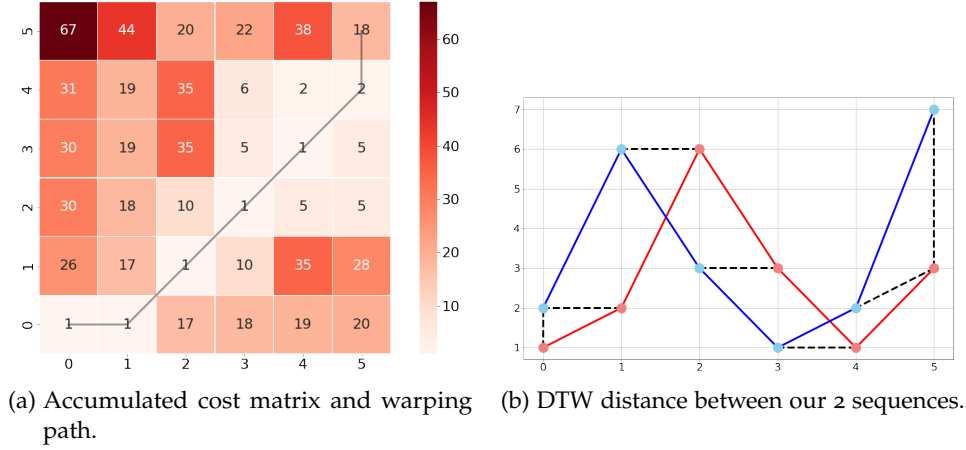 5 67 44 20 22 38 18
4 31 19 35 6 2 2
3 30 19 35 5 1 5
2 30 18 10 1 5 5
1 26 17 1 10 35 28
0 1 1 17 18 19 20
0 1 2 3 4 5
60
50
40
30
20
10
7
6
5
4
3
2
1
0 1 2 3 4 5
(a) Accumulated cost matrix and warping
path.
(b) DTW distance between our 2 sequences.